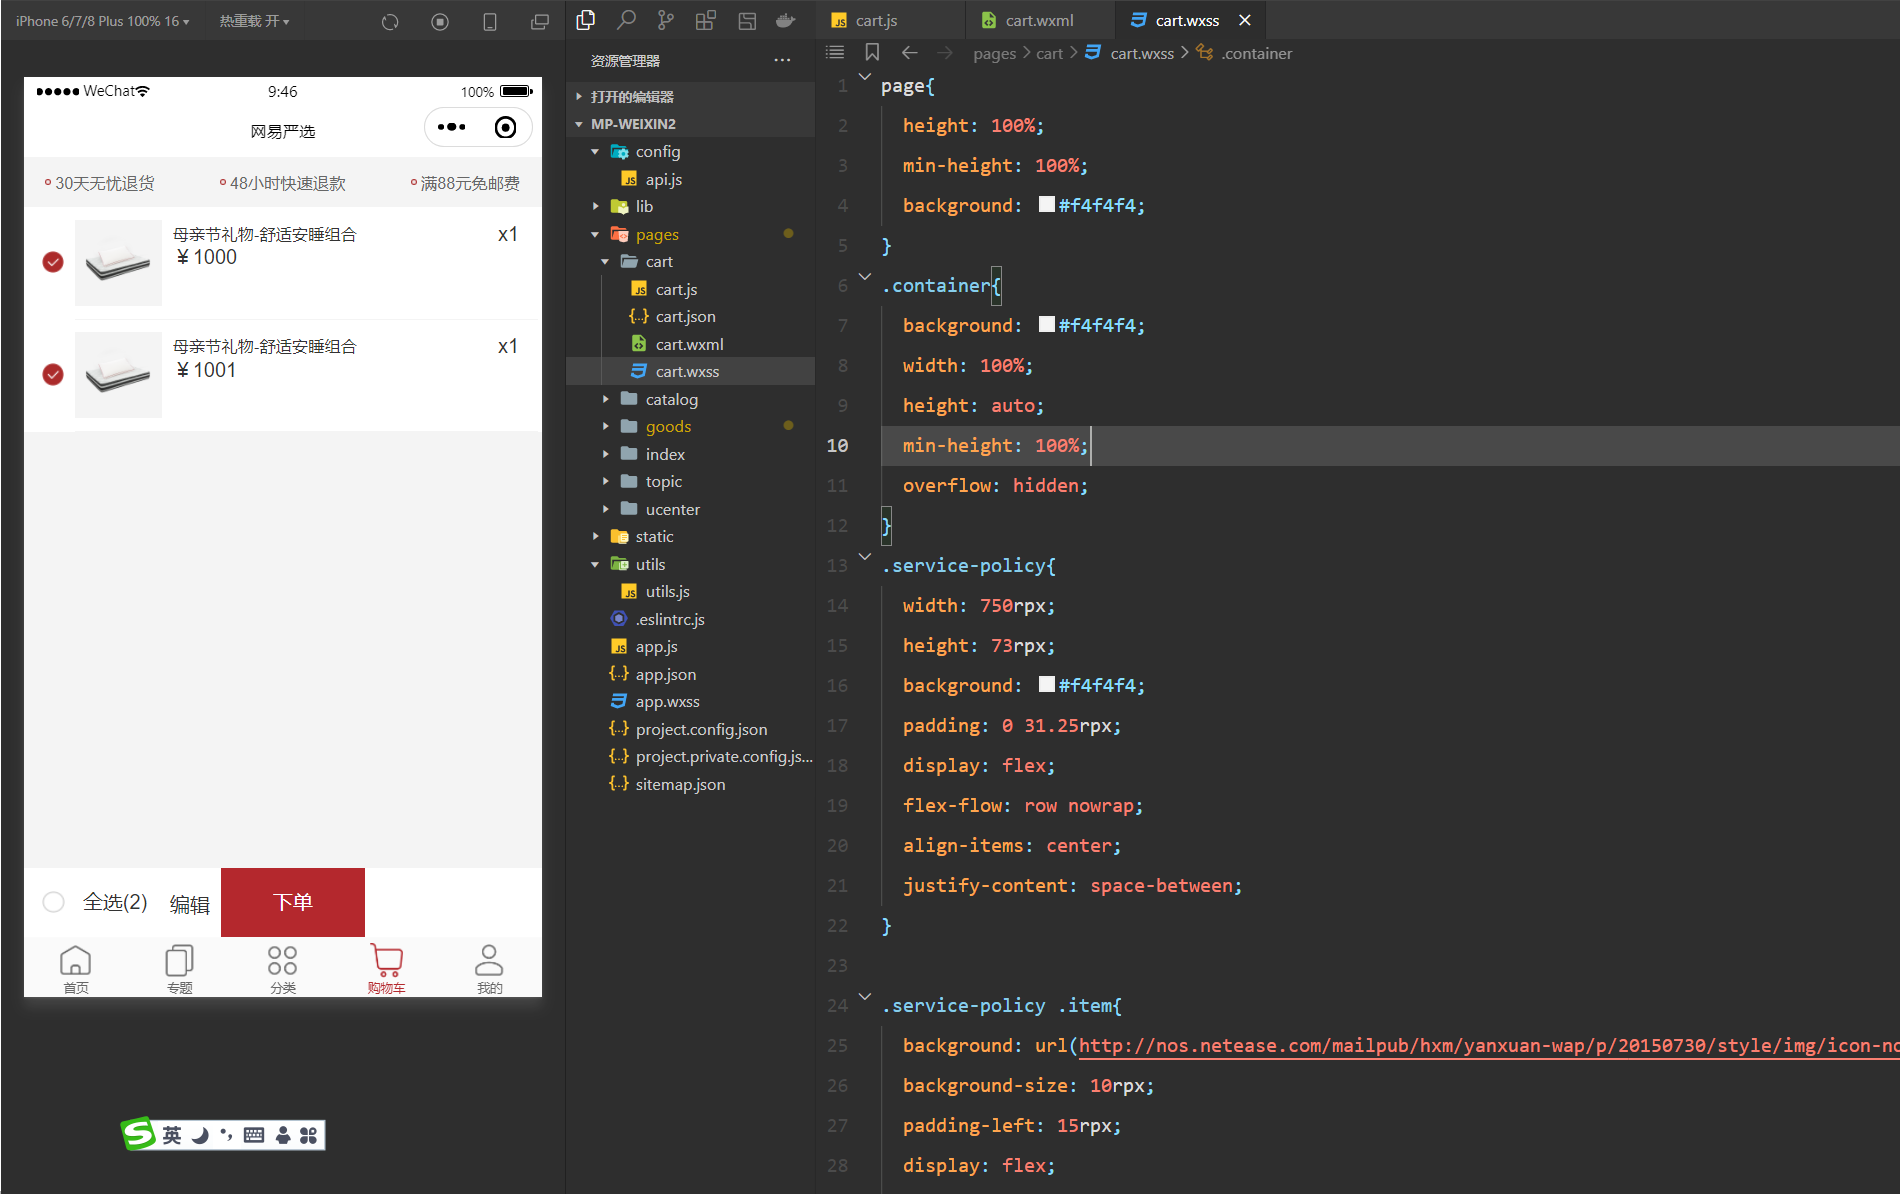 iPhone 6/7/8 Plus 100% 16
热重载 开
WeChat
9:46
100%
网易严选
30天无忧退货
48小时快速退款
满88元免邮费
母亲节礼物-舒适安睡组合
x1
￥1000
母亲节礼物-舒适安睡组合
x1
￥1001
全选(2)
编辑
下单
首页
专题
分类
购物车
我的
英
资源管理器
打开的编辑器
MP-WEIXIN2
config
api.js
lib
pages
cart
cart.js
cart.json
cart.wxml
cart.wxss
catalog
goods
index
topic
ucenter
static
utils
utils.js
.eslintrc.js
app.js
app.json
app.wxss
project.config.json
project.private.config.js...
sitemap.json
cart.js
cart.wxml
cart.wxss
pages > cart > cart.wxss > .container
1 page{
2 height: 100%;
3 min-height: 100%;
4 background: #f4f4f4;
5 }
6 .container{
7 background: #f4f4f4;
8 width: 100%;
9 height: auto;
10 min-height: 100%;
11 overflow: hidden;
12 }
13 .service-policy{
14 width: 750rpx;
15 height: 73rpx;
16 background: #f4f4f4;
17 padding: 0 31.25rpx;
18 display: flex;
19 flex-flow: row nowrap;
20 align-items: center;
21 justify-content: space-between;
22 }
23
24 .service-policy .item{
25 background: url(http://nos.netease.com/mailpub/hxm/yanxuan-wap/p/20150730/style/img/icon-no
26 background-size: 10rpx;
27 padding-left: 15rpx;
28 display: flex;